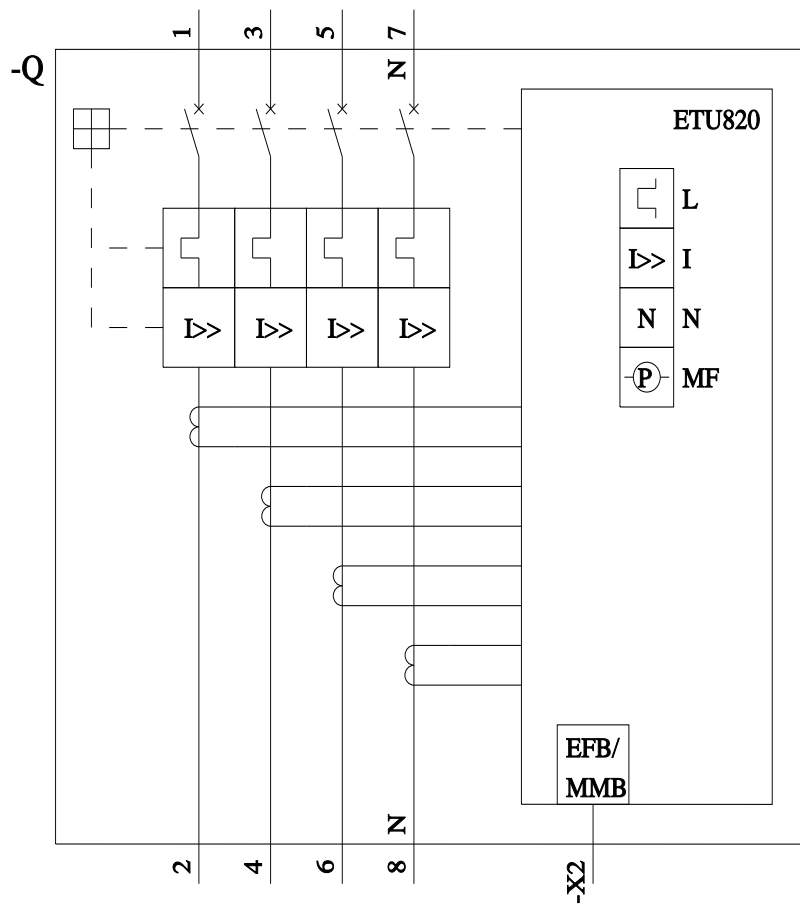 1 3 5 7
-Q
N
ETU820
L
I>> I
N N
P MF
I>> I>> I>> I>>
EFB/
MMB
N
2 4 6 8
-X2